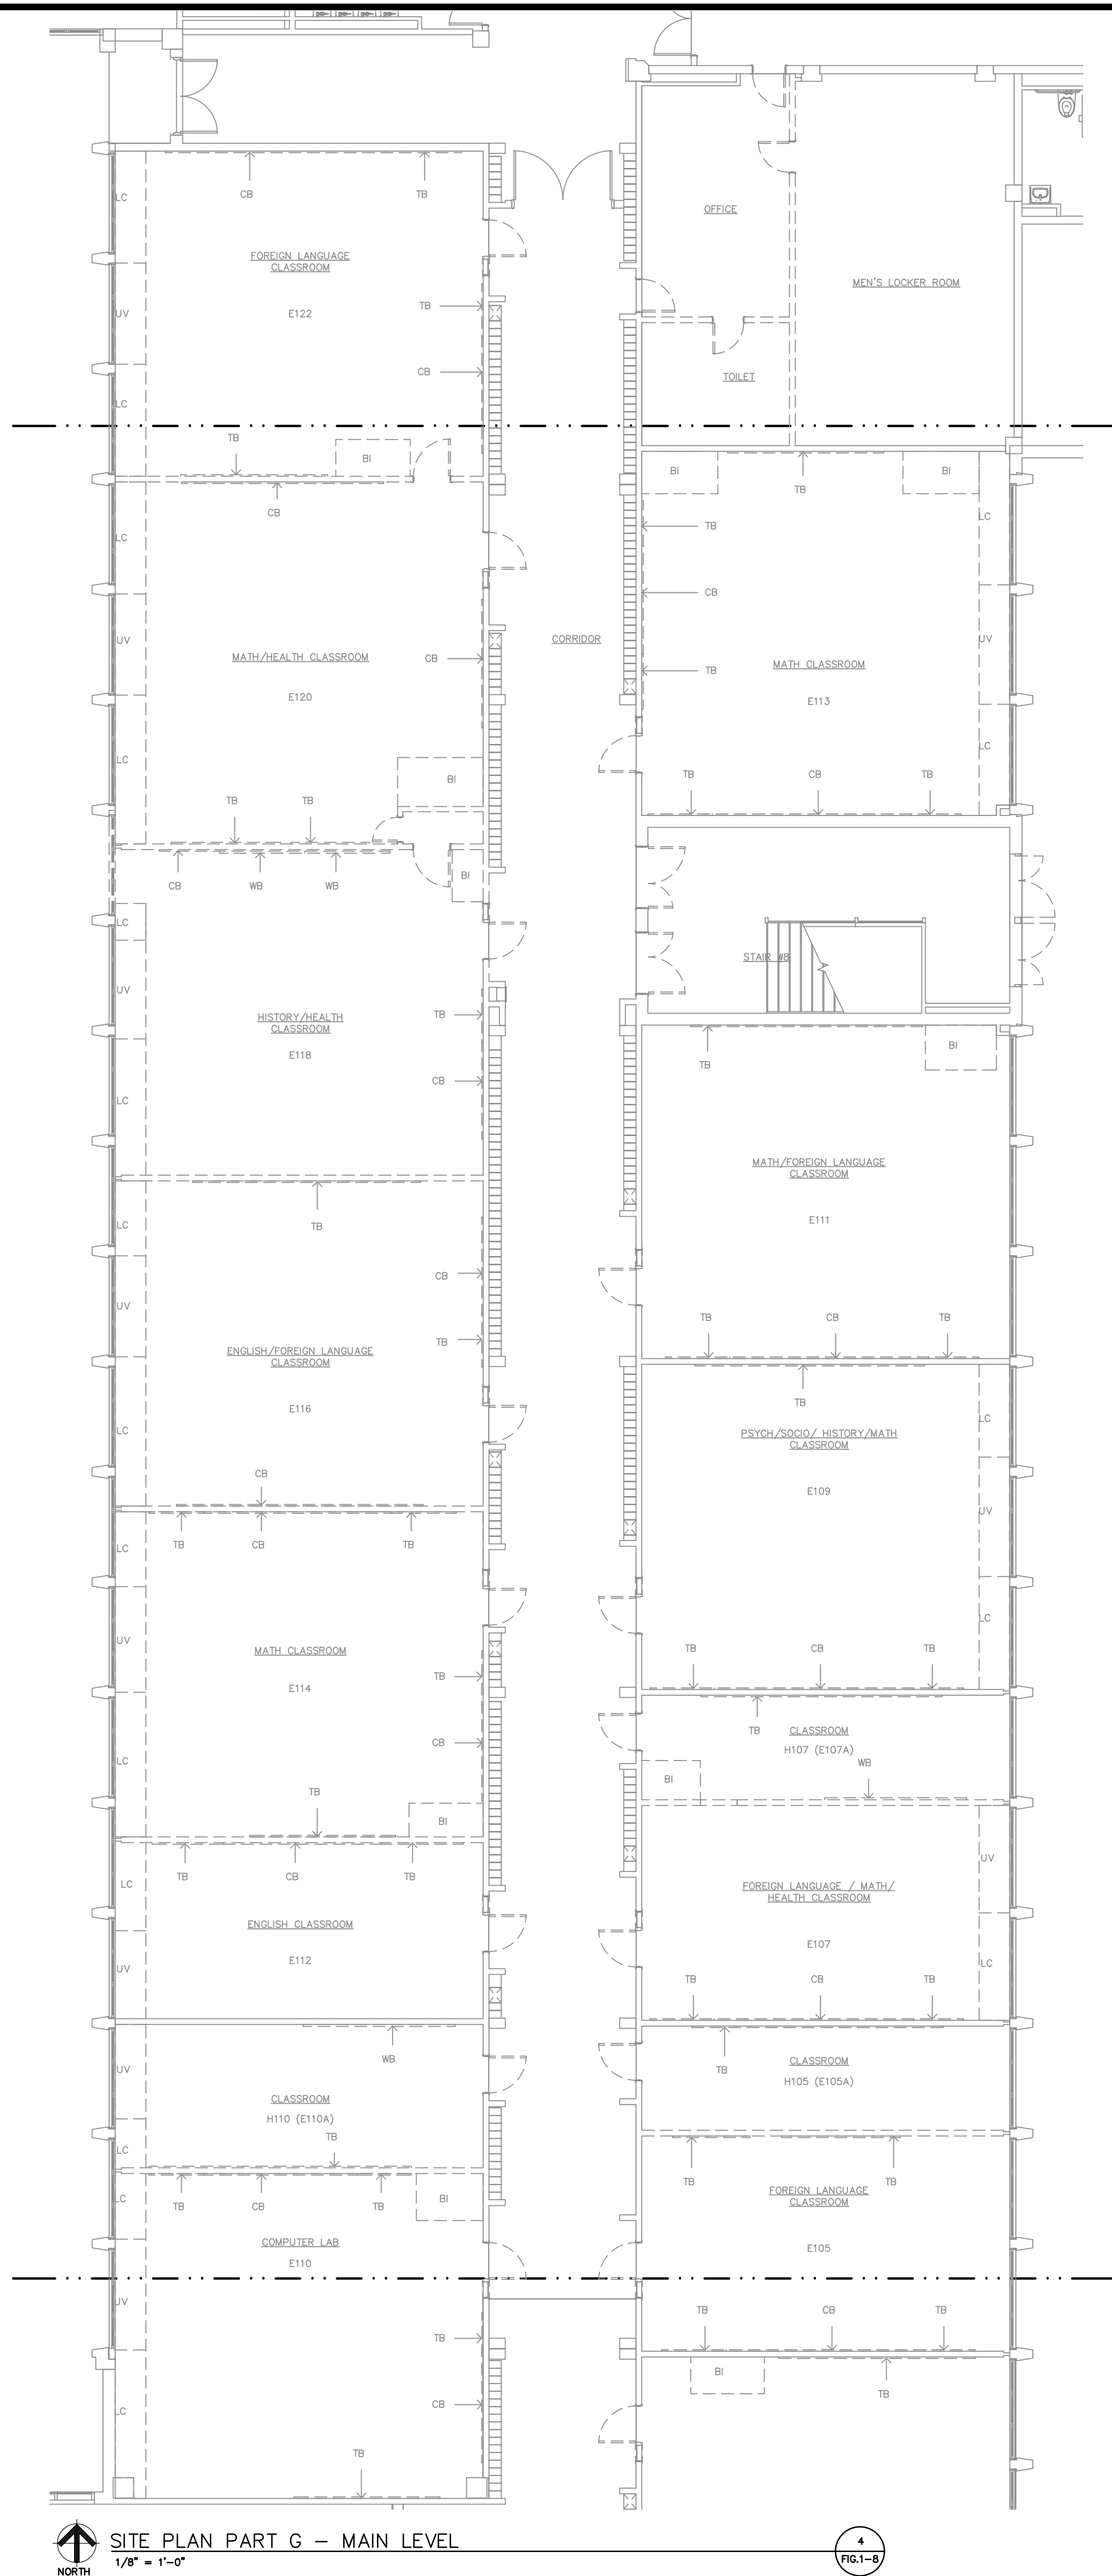 CB
TB
LC
OFFICE
FOREIGN LANGUAGE
CLASSROOM
MEN'S LOCKER ROOM
TB
E122
UV
CB
TOILET
LC
TB
BI
BI
BI
TB
CB
LC
LC
TB
CB
UV
CORRIDOR
UV
MATH/HEALTH CLASSROOM
CB
MATH CLASSROOM
TB
E120
E113
LC
LC
BI
TB
CB
TB
TB
TB
CB
WB
WB
BI
LC
STAIR #8
UV
HISTORY/HEALTH
CLASSROOM
TB
E118
BI
TB
CB
LC
MATH/FOREIGN LANGUAGE
CLASSROOM
LC
TB
E111
CB
UV
TB
CB
TB
TB
ENGLISH/FOREIGN LANGUAGE
CLASSROOM
E116
TB
LC
PSYCH/SOCIO/ HISTORY/MATH
CLASSROOM
LC
CB
E109
UV
LC
TB
CB
TB
LC
UV
MATH CLASSROOM
TB
CB
TB
TB
E114
CLASSROOM
TB
CB
H107 (E107A)
LC
WB
TB
BI
BI
UV
TB
CB
TB
LC
FOREIGN LANGUAGE / MATH/
HEALTH CLASSROOM
ENGLISH CLASSROOM
E107
E112
LC
UV
TB
CB
TB
WB
CLASSROOM
UV
TB
H105 (E105A)
CLASSROOM
H110 (E110A)
TB
LC
TB
TB
LC
TB
CB
TB
BI
FOREIGN LANGUAGE
CLASSROOM
COMPUTER LAB
E110
E105
UV
TB
CB
TB
TB
BI
TB
CB
LC
TB
SITE PLAN PART G – MAIN LEVEL
1/8" = 1'-0"
NORTH
4
FIG.1-8